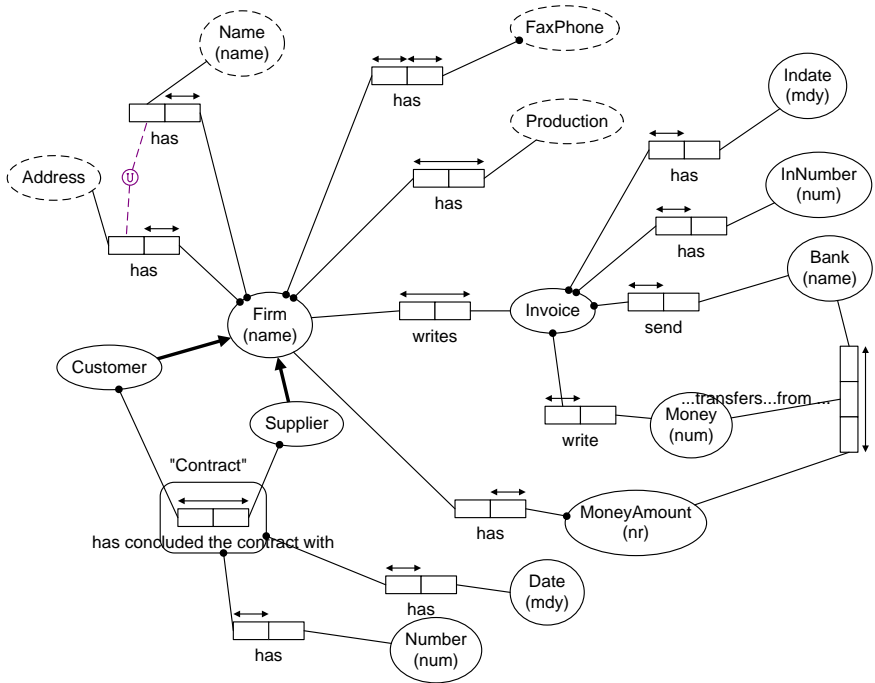 FaxPhone
Name
(name)
has
Indate
(mdy)
has
Production
U
has
has
InNumber
(num)
Address
has
has
Bank
(name)
Firm
(name)
writes
Invoice
send
Customer
...transfers...from ...
Supplier
write
Money
(num)
"Contract"
has
MoneyAmount
(nr)
has concluded the contract with
has
Date
(mdy)
has
Number
(num)